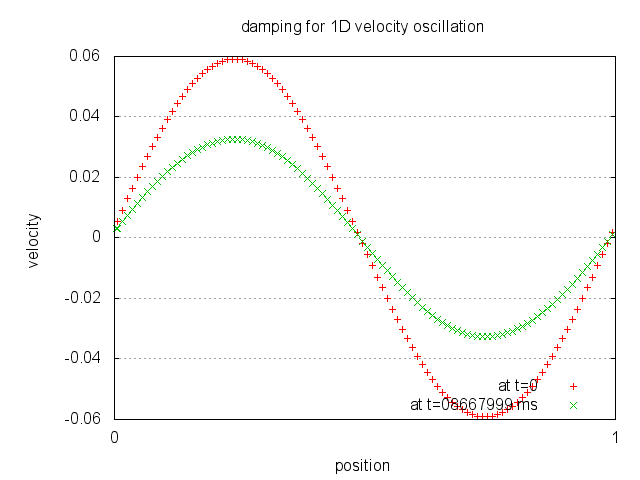 damping for 1D velocity oscillation
0.06
0.04
0.02
0
-0.02
-0.04
-0.06
velocity
at t=0
at t=08667999 ms
0
1
position